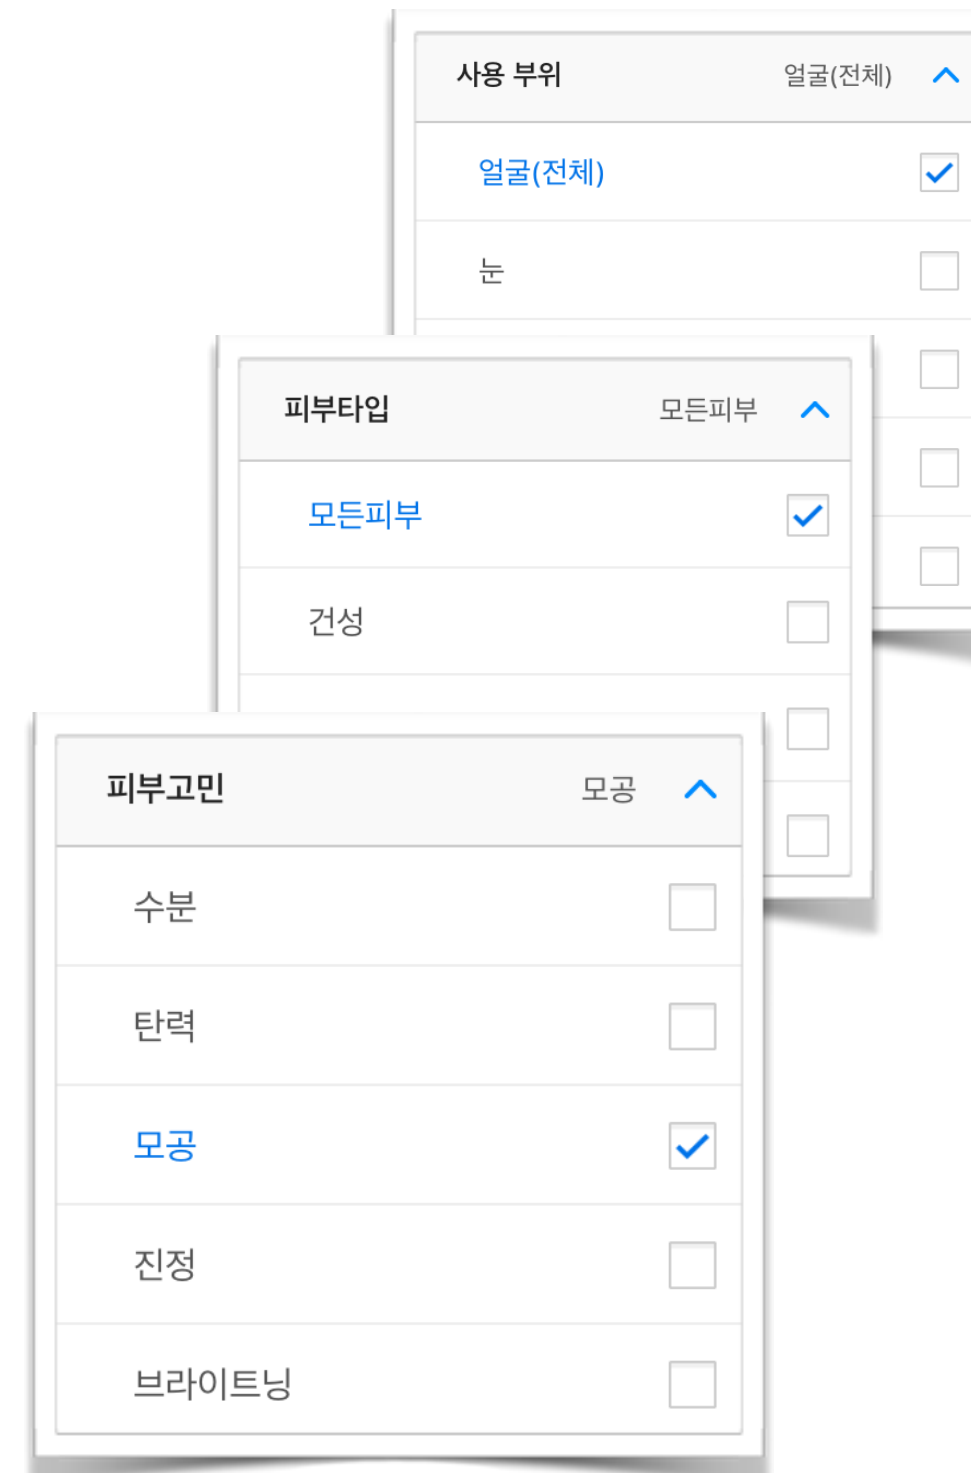 사용 부위 얼굴(전체)
얼굴(전체)
눈
피부타입 모든피부
모든피부
건성
피부고민 모공
수분
탄력
모공
진정
브라이트닝